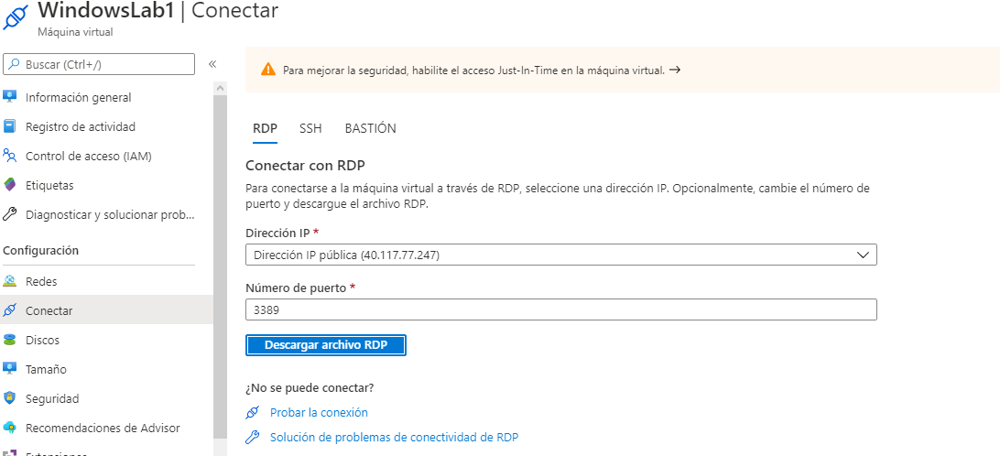 WindowsLab1 | Conectar
Máquina virtual
Buscar (Ctrl+/)
«
Información general
Registro de actividad
Control de acceso (IAM)
Etiquetas
Diagnosticar y solucionar prob...
Configuración
Redes
Conectar
Discos
Tamaño
Seguridad
Recomendaciones de Advisor
Extensiones
Para mejorar la seguridad, habilite el acceso Just-In-Time en la máquina virtual. →
RDP SSH BASTIÓN
Conectar con RDP
Para conectarse a la máquina virtual a través de RDP, seleccione una dirección IP. Opcionalmente, cambie el número de
puerto y descargue el archivo RDP.
Dirección IP *
Dirección IP pública (40.117.77.247)
Número de puerto *
3389
Descargar archivo RDP
¿No se puede conectar?
Probar la conexión
Solución de problemas de conectividad de RDP